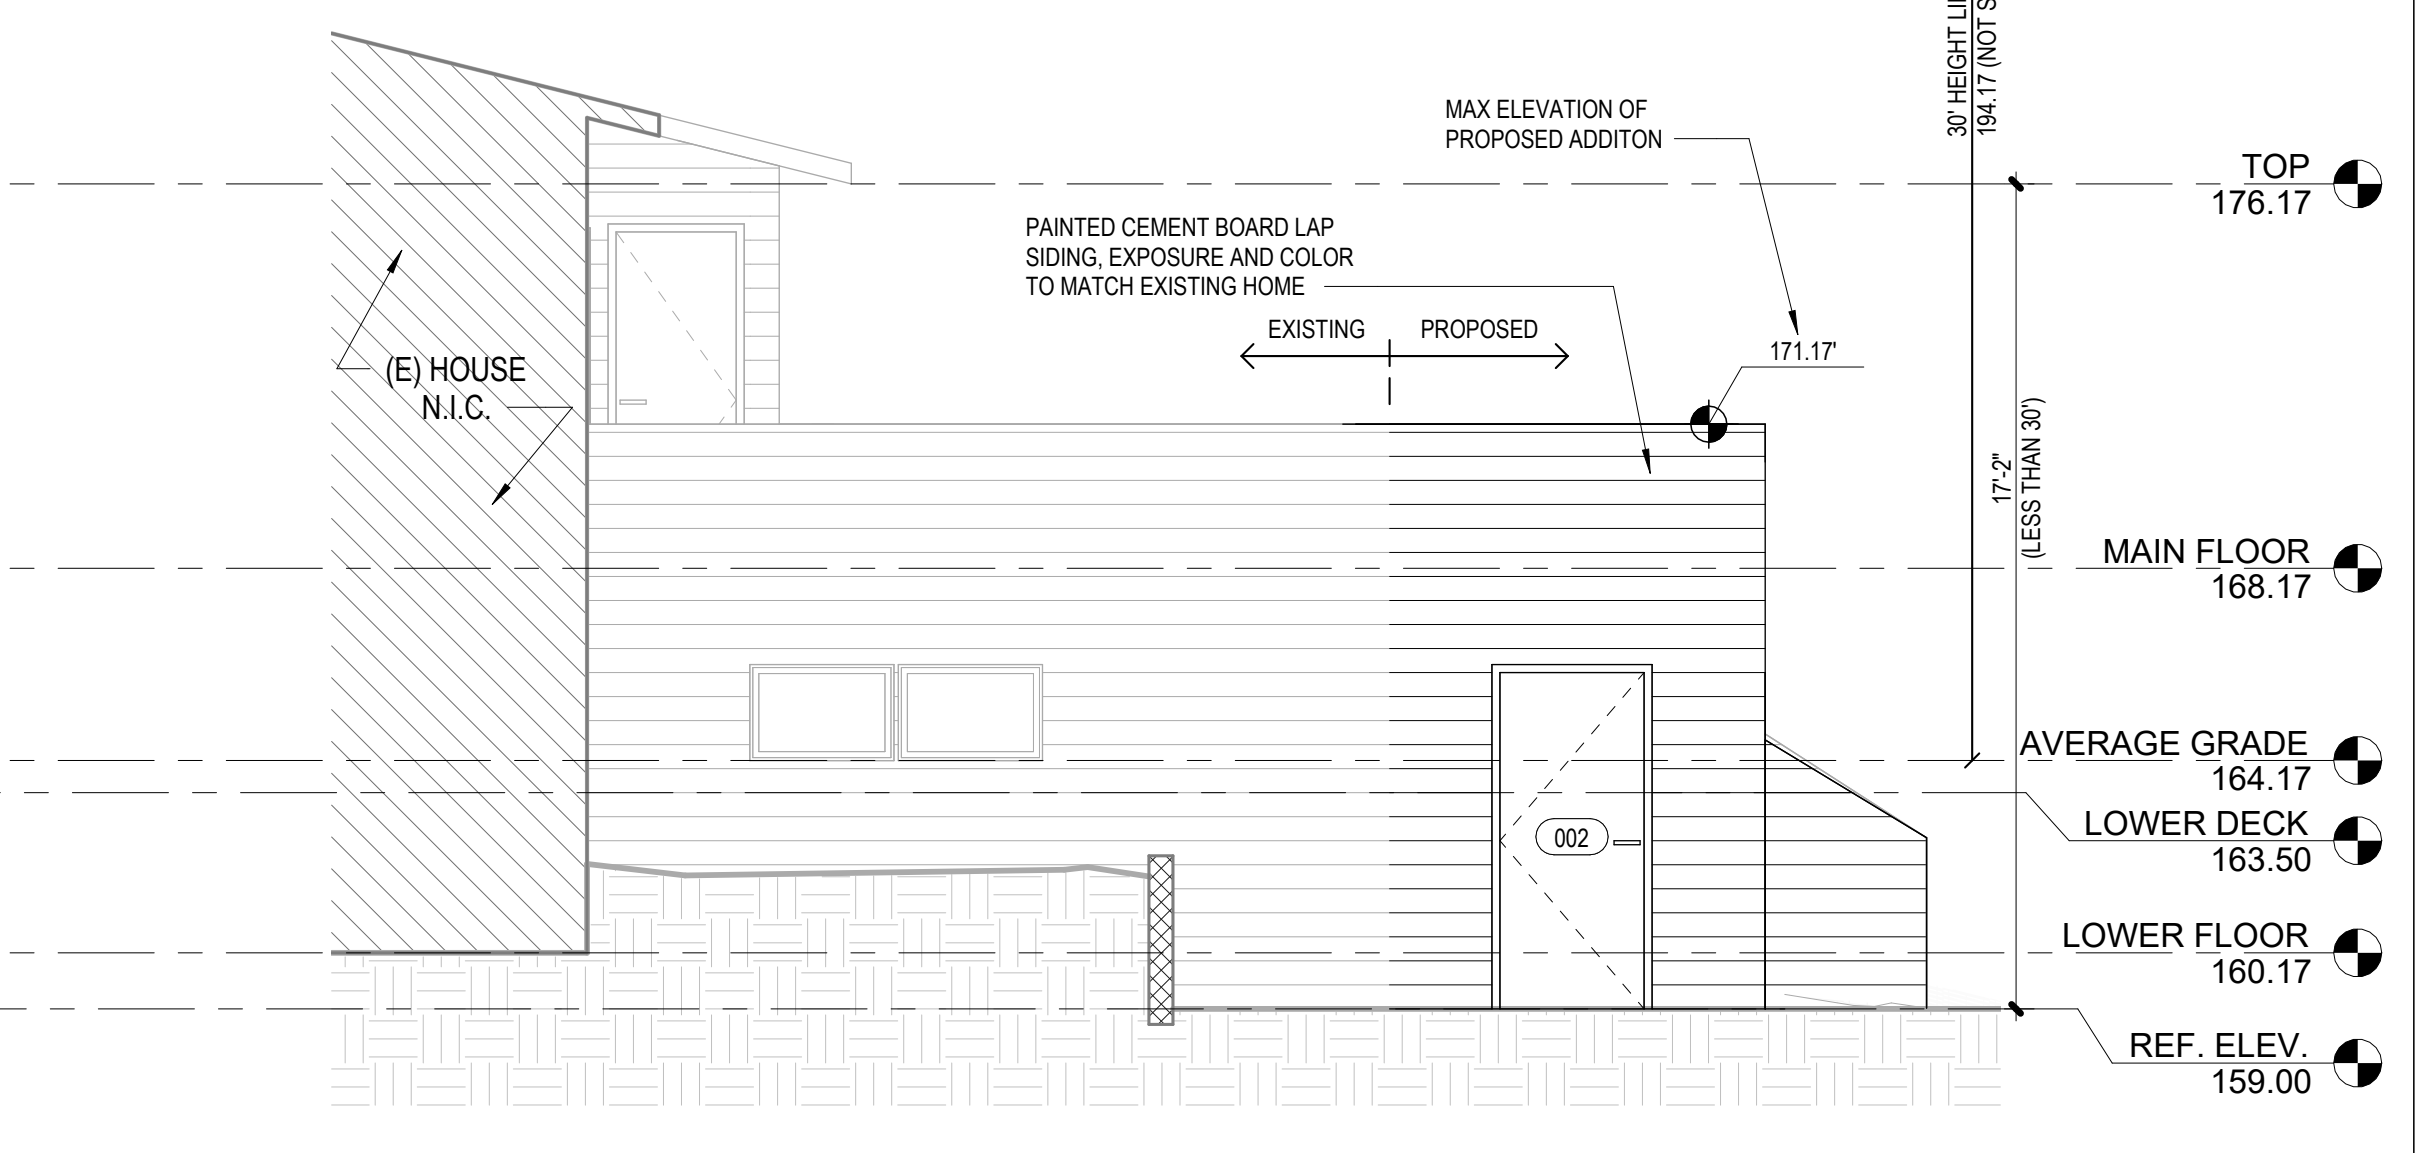 30' HEIGHT
194.17 (NOT
MAX ELEVATION OF
PROPOSED ADDITON
TOP
176.17
PAINTED CEMENT BOARD LAP
SIDING, EXPOSURE AND COLOR
TO MATCH EXISTING HOME
EXISTING
PROPOSED
171.17'
(E) HOUSE
N.I.C.
17'-2"
(LESS THAN 30')
MAIN FLOOR
168.17
AVERAGE GRADE
164.17
002
LOWER DECK
163.50
LOWER FLOOR
160.17
REF. ELEV.
159.00